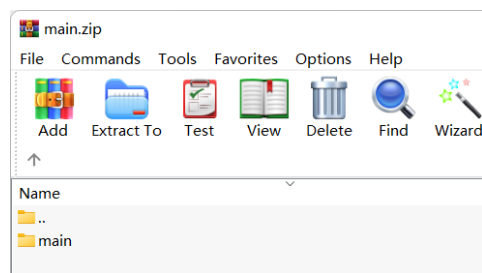 main.zip
File Commands Tools Favorites Options Help
Add Extract To Test View Delete Find Wizard
Name
..
main